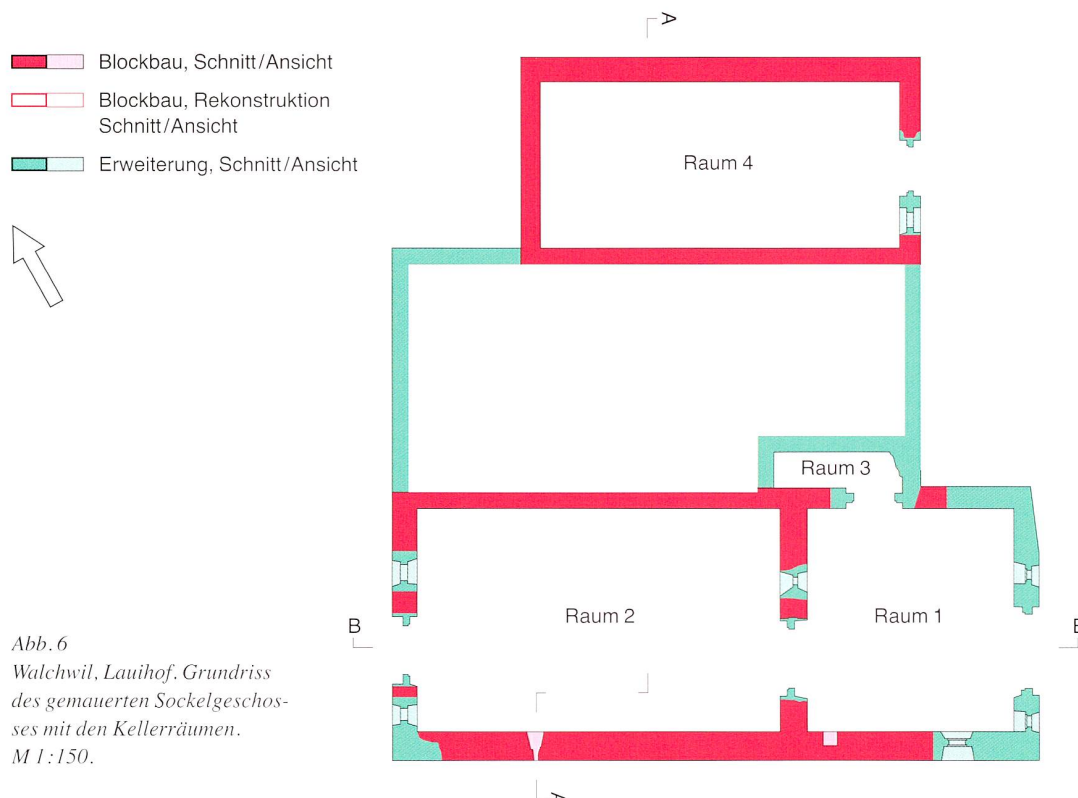 A
Blockbau, Schnitt/Ansicht
Blockbau, Rekonstruktion
Schnitt/Ansicht
Erweiterung, Schnitt/Ansicht
Raum 4
Raum 3
Raum 2
Raum 1
B
B
Abb. 6
Walchwil, Lauihof. Grundriss
des gemauerten Sockelgeschos-
ses mit den Kellerräumen.
M 1:150.
A